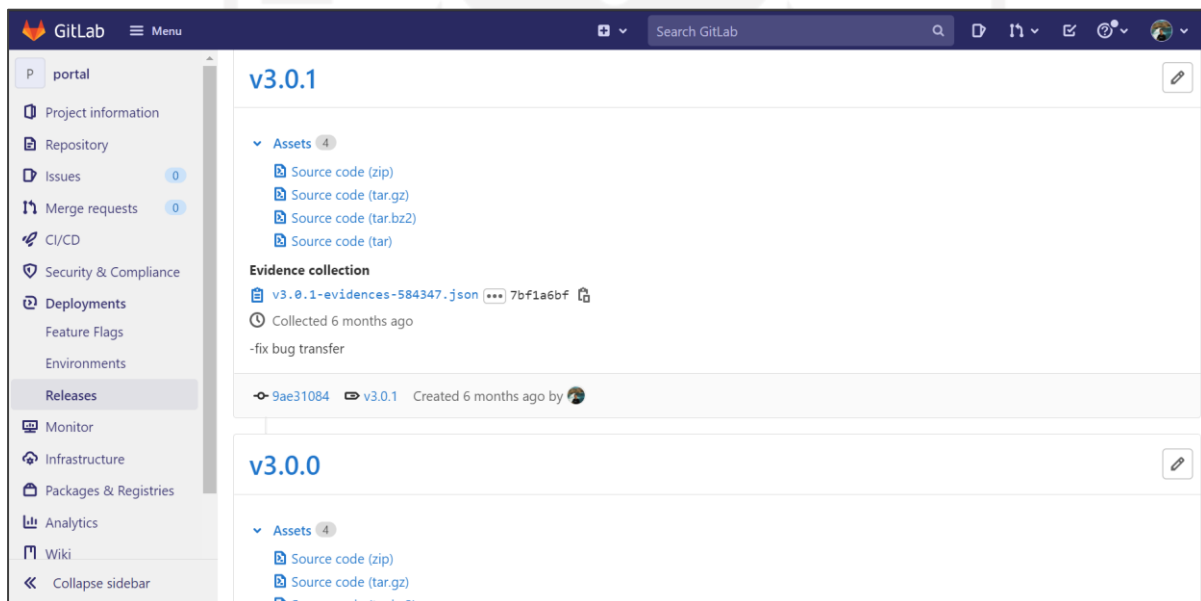 GitLab Menu Search GitLab
P portal
Project information
Repository
Issues 0
Merge requests 0
CI/CD
Security & Compliance
Deployments
Feature Flags
Environments
Releases
Monitor
Infrastructure
Packages & Registries
Analytics
Wiki
Collapse sidebar
v3.0.1
Assets 4
Source code (zip)
Source code (tar.gz)
Source code (tar.bz2)
Source code (tar)
Evidence collection
v3.0.1-evidences-584347.json ••• 7bf1a6bf
Collected 6 months ago
-fix bug transfer
9ae31084 v3.0.1 Created 6 months ago by
v3.0.0
Assets 4
Source code (zip)
Source code (tar.gz)